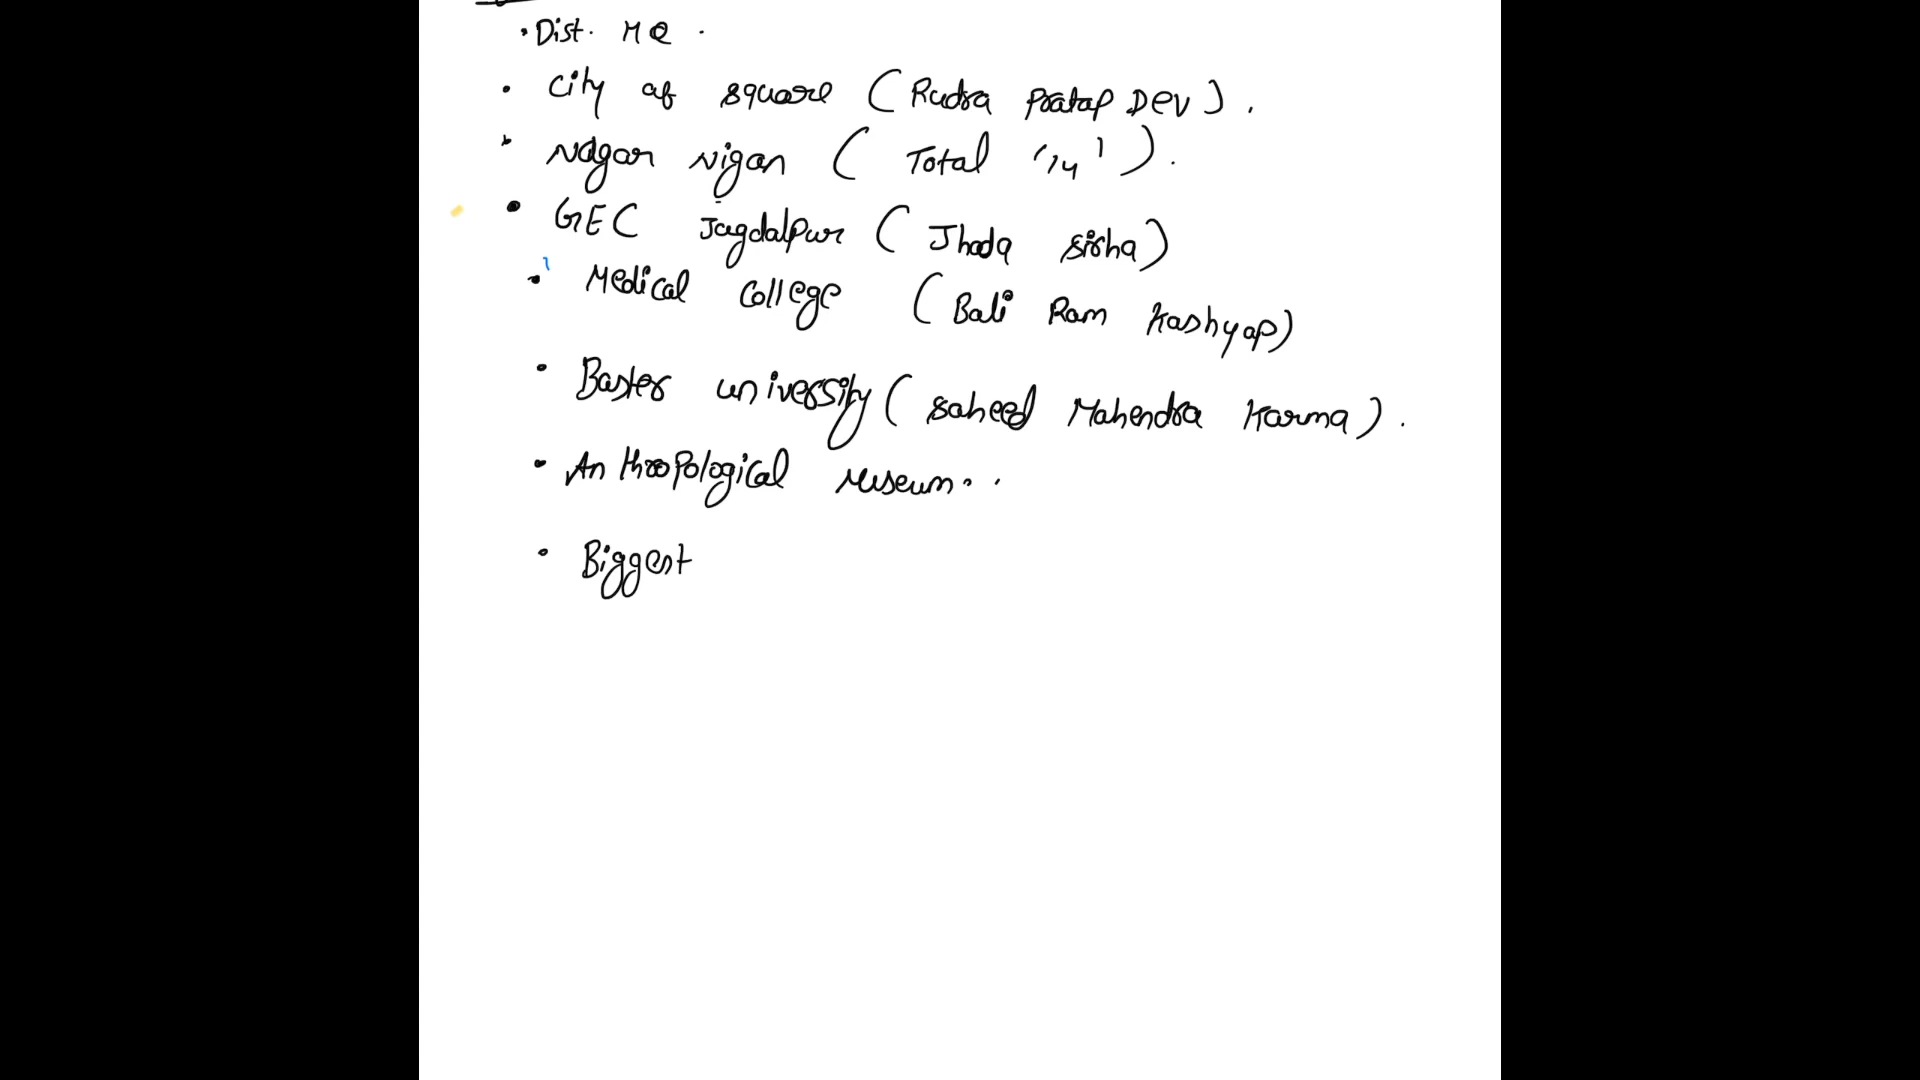 • Dist. HQ.
• City of square (Rudra Pratap Dev).
• Nagar Nigan (Total '14').
• GEC Jagdalpur (Jhada sirha)
• Medical College (Bali Ram Kashyap)
• Baster university (saheed Mahendra Karma).
• Anthropological Museum..
• Biggest